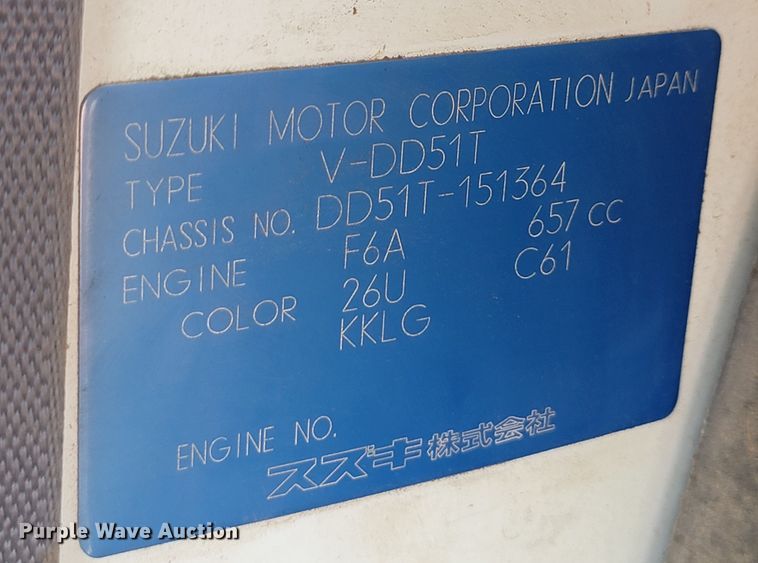 SUZUKI MOTOR CORPORATION JAPAN
TYPE V-DD51T
CHASSIS NO. DD51T-151364
ENGINE F6A 657 CC
COLOR 26U C61
KKLG
ENGINE NO.
スズキ株式会社
Purple Wave Auction